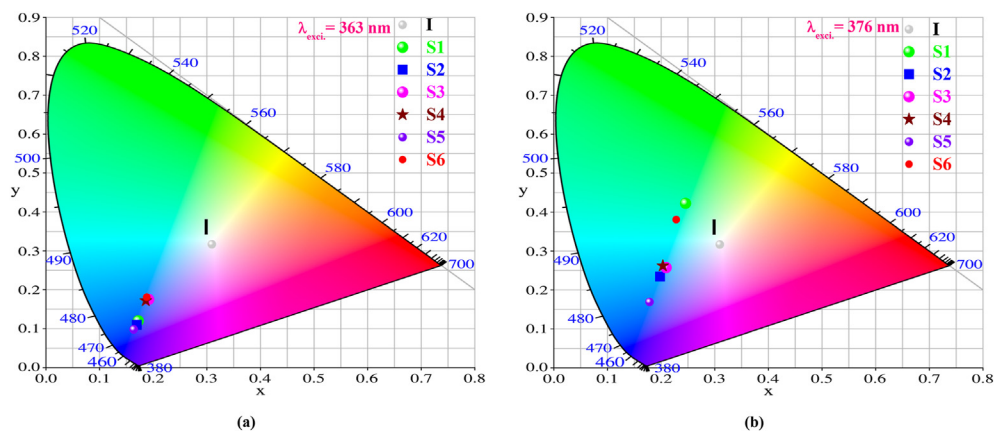 λexci. = 363 nm
I
S1
S2
S3
S4
S5
S6
0.9
0.8
0.7
0.6
0.5
y
0.4
0.3
0.2
0.1
0.0
0.0 0.1 0.2 0.3 0.4 0.5 0.6 0.7 0.8
x
520
540
560
580
600
620
700
500
490
480
470
460
380
I
(a)
λexci. = 376 nm
I
S1
S2
S3
S4
S5
S6
0.9
0.8
0.7
0.6
0.5
y
0.4
0.3
0.2
0.1
0.0
0.0 0.1 0.2 0.3 0.4 0.5 0.6 0.7 0.8
x
520
540
560
580
600
620
700
500
490
480
470
460
380
I
(b)